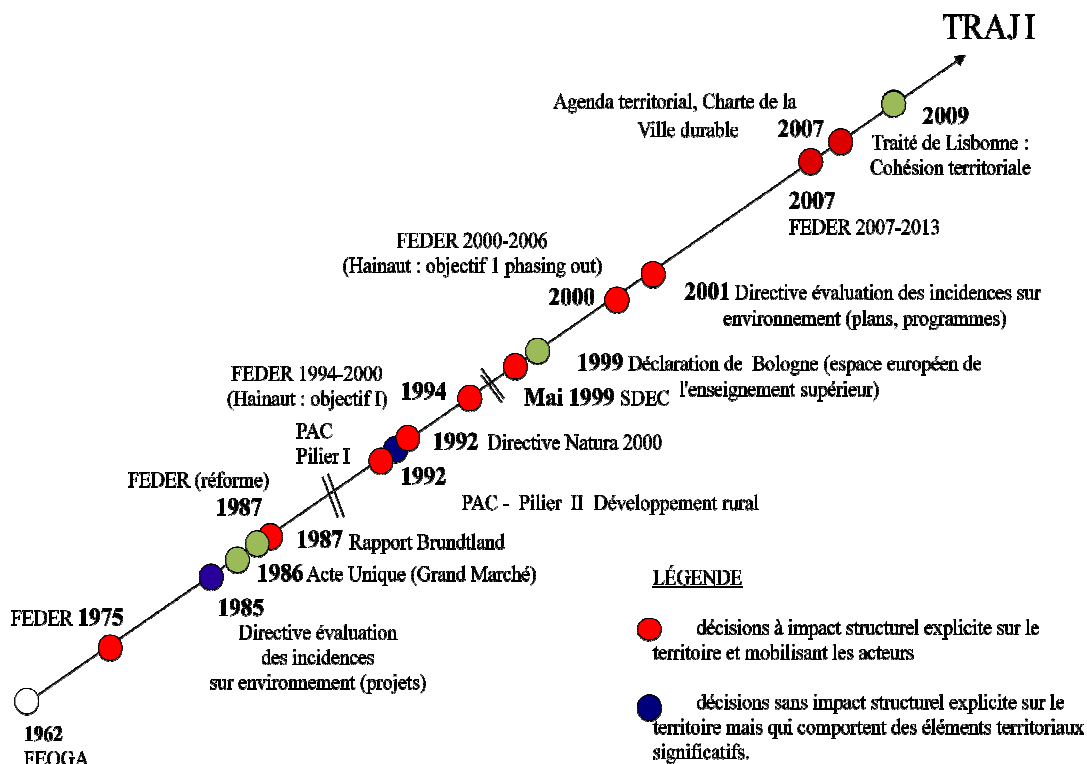 TRAJI
Agenda territorial, Charte de la
Ville durable
2007
2009
Traité de Lisbonne :
Cohésion territoriale
2007
FEDER 2007-2013
FEDER 2000-2006
(Hainaut : objectif 1 phasing out)
2000
2001 Directive évaluation des incidences sur
environnement (plans, programmes)
1999 Déclaration de Bologne (espace européen de
l'enseignement supérieur)
Mai 1999 SDEC
FEDER 1994-2000
(Hainaut : objectif I)
1994
PAC
Pilier I
1992 Directive Natura 2000
1992
PAC - Pilier II Développement rural
FEDER (réforme)
1987
1987 Rapport Brundtland
1986 Acte Unique (Grand Marché)
1985
Directive évaluation
des incidences
sur environnement (projets)
FEDER 1975
1962
FEOGA
LÉGENDE
décisions à impact structurel explicite sur le
territoire et mobilisant les acteurs
décisions sans impact structurel explicite sur le
territoire mais qui comportent des éléments territoriaux
significatifs.